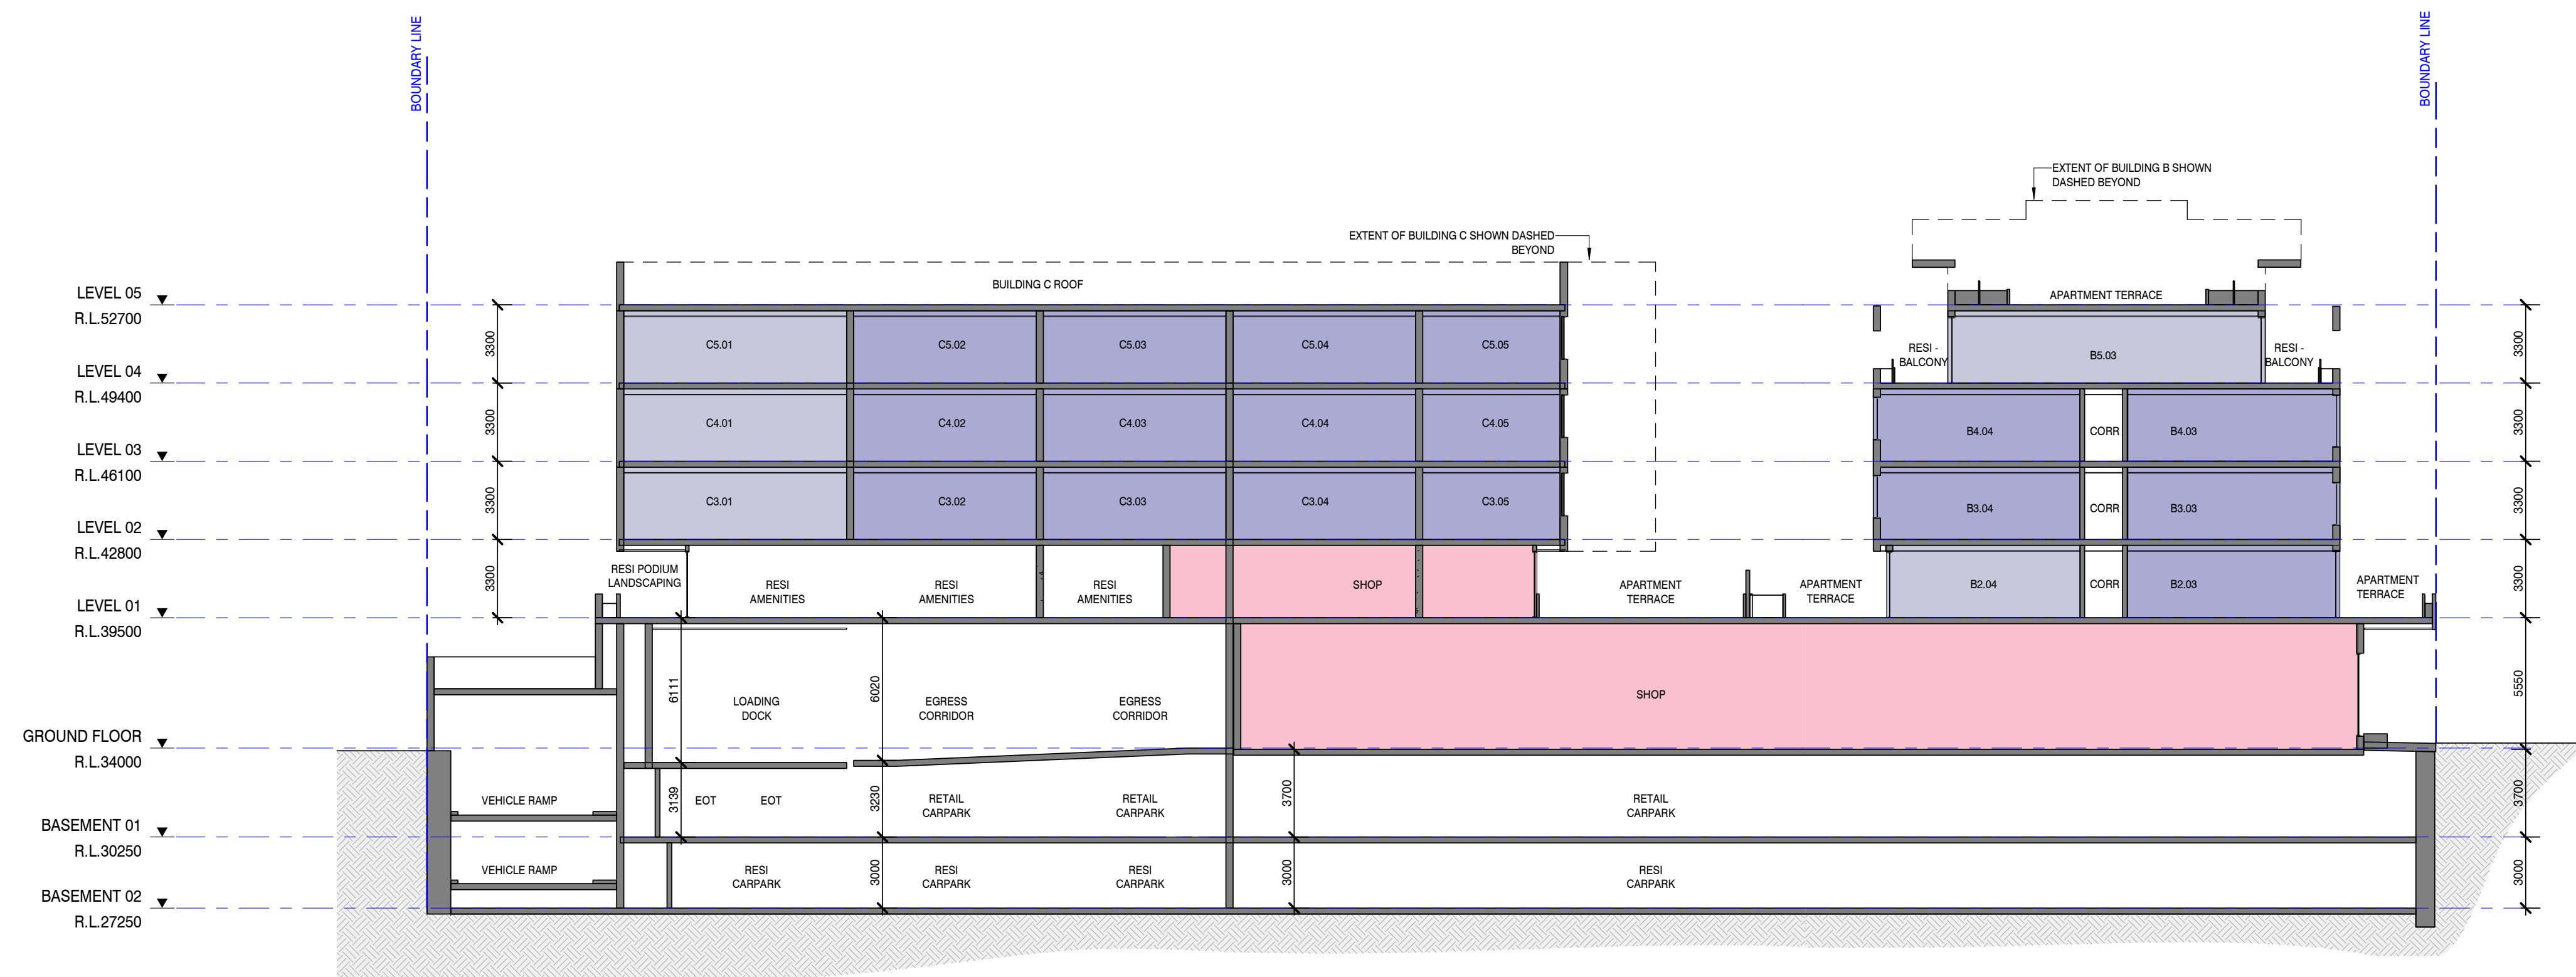 BOUNDARY LINE
BOUNDARY LINE
EXTENT OF BUILDING B SHOWN
DASHED BEYOND
EXTENT OF BUILDING C SHOWN DASHED
BEYOND
BUILDING C ROOF
APARTMENT TERRACE
LEVEL 05
R.L.52700
3300
C5.01
C5.02
C5.03
C5.04
C5.05
RESI -
BALCONY
B5.03
RESI -
BALCONY
3300
LEVEL 04
R.L.49400
3300
C4.01
C4.02
C4.03
C4.04
C4.05
B4.04
CORR
B4.03
3300
LEVEL 03
R.L.46100
3300
C3.01
C3.02
C3.03
C3.04
C3.05
B3.04
CORR
B3.03
3300
LEVEL 02
R.L.42800
3300
RESI PODIUM
LANDSCAPING
RESI
AMENITIES
RESI
AMENITIES
RESI
AMENITIES
SHOP
APARTMENT
TERRACE
APARTMENT
TERRACE
B2.04
CORR
B2.03
APARTMENT
TERRACE
3300
LEVEL 01
R.L.39500
6111
LOADING
DOCK
6020
EGRESS
CORRIDOR
EGRESS
CORRIDOR
SHOP
5550
GROUND FLOOR
R.L.34000
VEHICLE RAMP
3139
EOT
EOT
3230
RETAIL
CARPARK
RETAIL
CARPARK
3700
RETAIL
CARPARK
3700
BASEMENT 01
R.L.30250
VEHICLE RAMP
RESI
CARPARK
3000
RESI
CARPARK
RESI
CARPARK
3000
RESI
CARPARK
3000
BASEMENT 02
R.L.27250